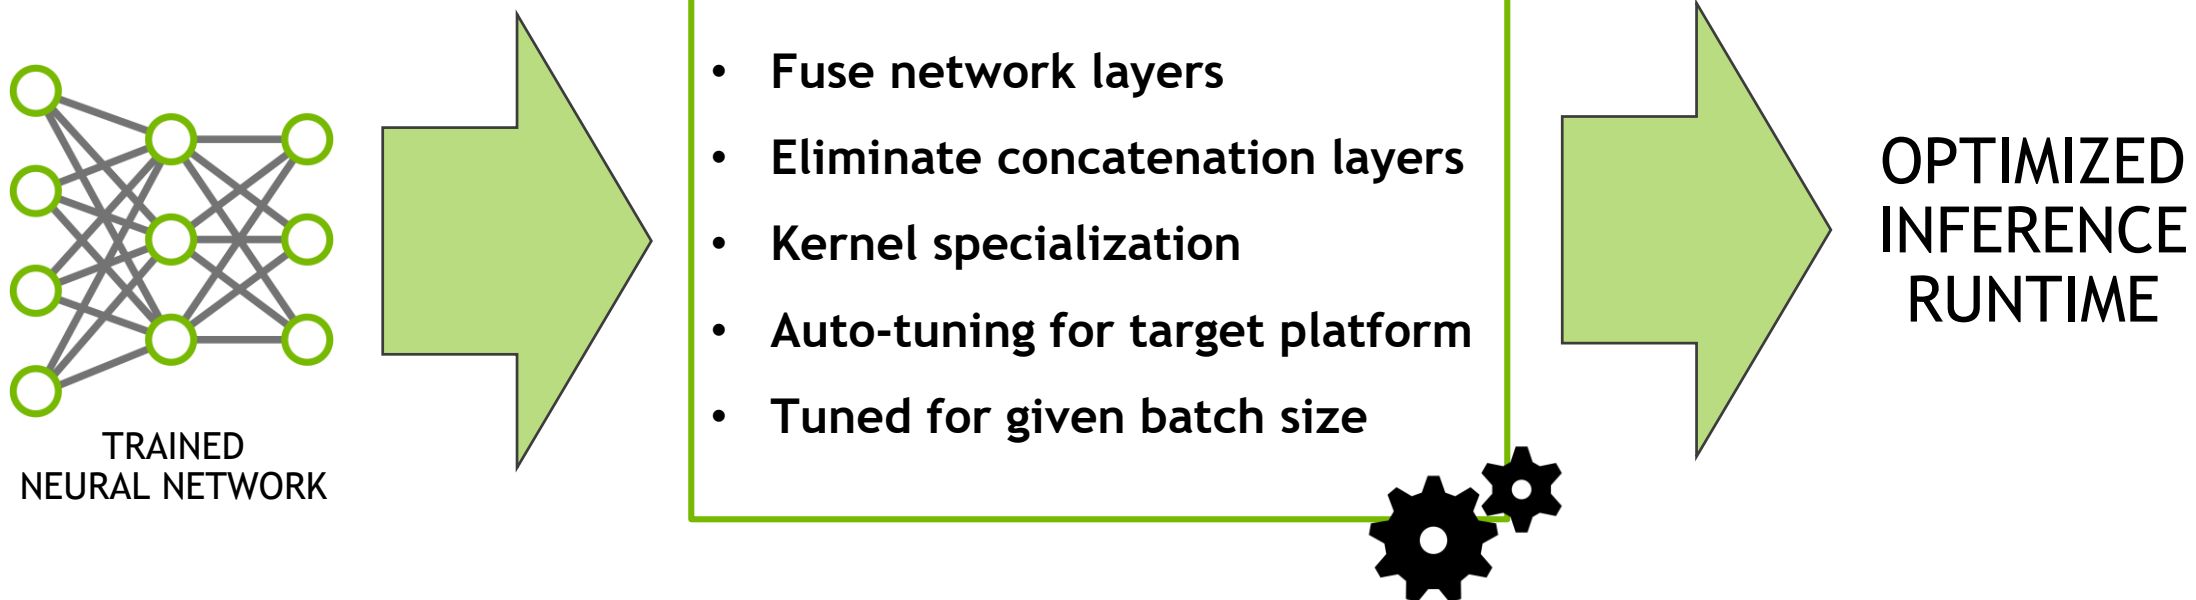 TRAINED
NEURAL NETWORK
• Fuse network layers
• Eliminate concatenation layers
• Kernel specialization
• Auto-tuning for target platform
• Tuned for given batch size
OPTIMIZED
INFERENCE
RUNTIME